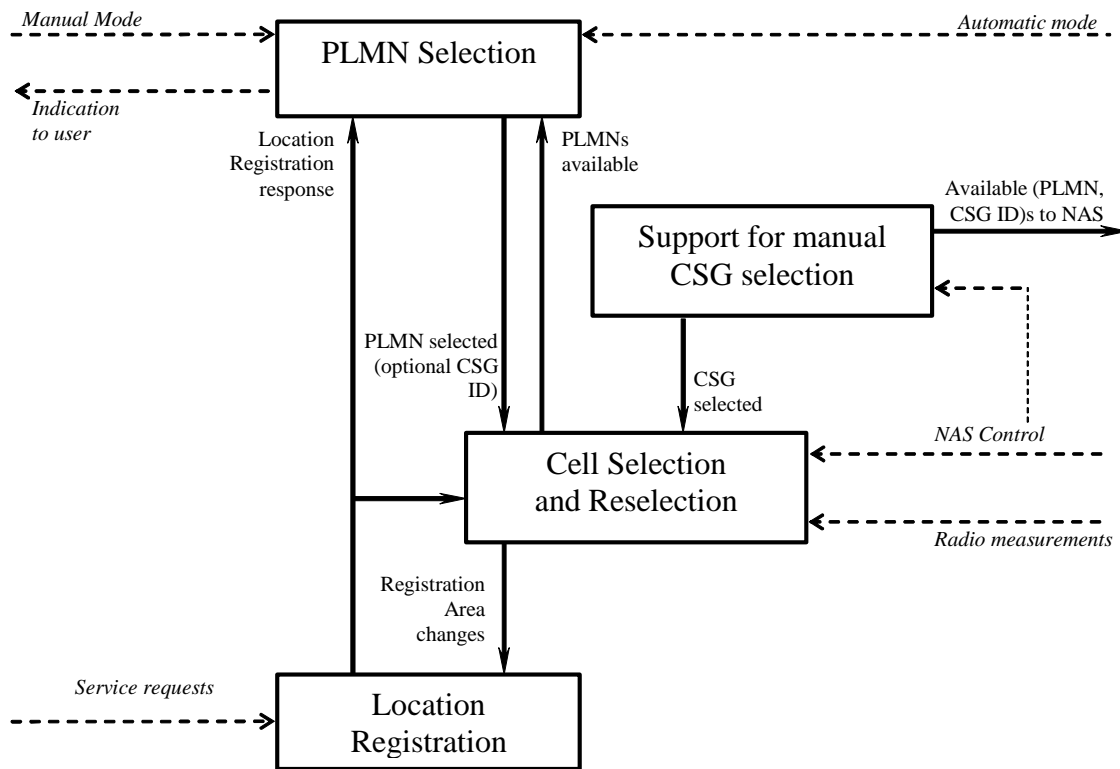 Manual Mode
Automatic mode
PLMN Selection
Indication
to user
Location
Registration
response
PLMNs
available
Available (PLMN,
CSG ID)s to NAS
Support for manual
CSG selection
PLMN selected
(optional CSG
ID)
CSG
selected
NAS Control
Cell Selection
and Reselection
Radio measurements
Registration
Area
changes
Service requests
Location
Registration